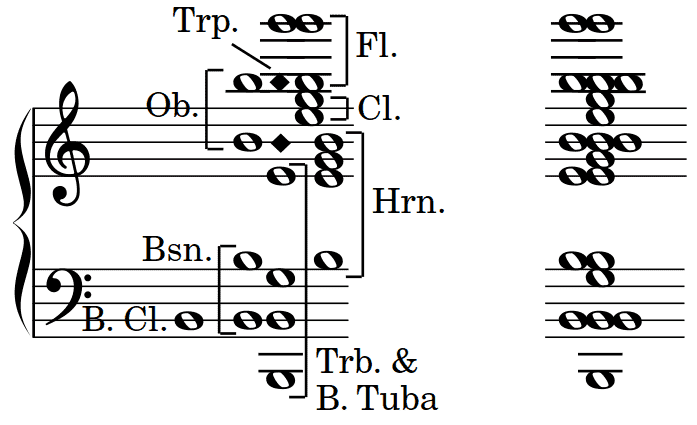 Trp.
Fl.
Ob.
Cl.
Hrn.
Bsn.
B. Cl.
Trb. &
B. Tuba